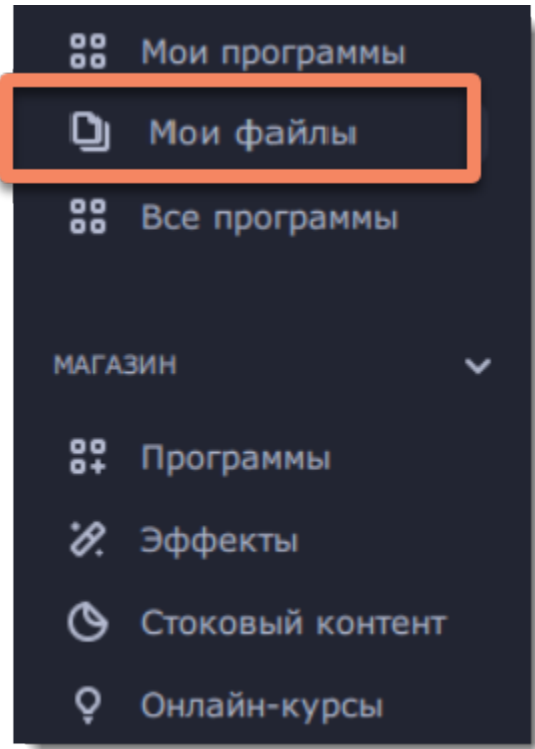 Мои программы
Мои файлы
Все программы
МАГАЗИН
Программы
Эффекты
Стоковый контент
Онлайн-курсы